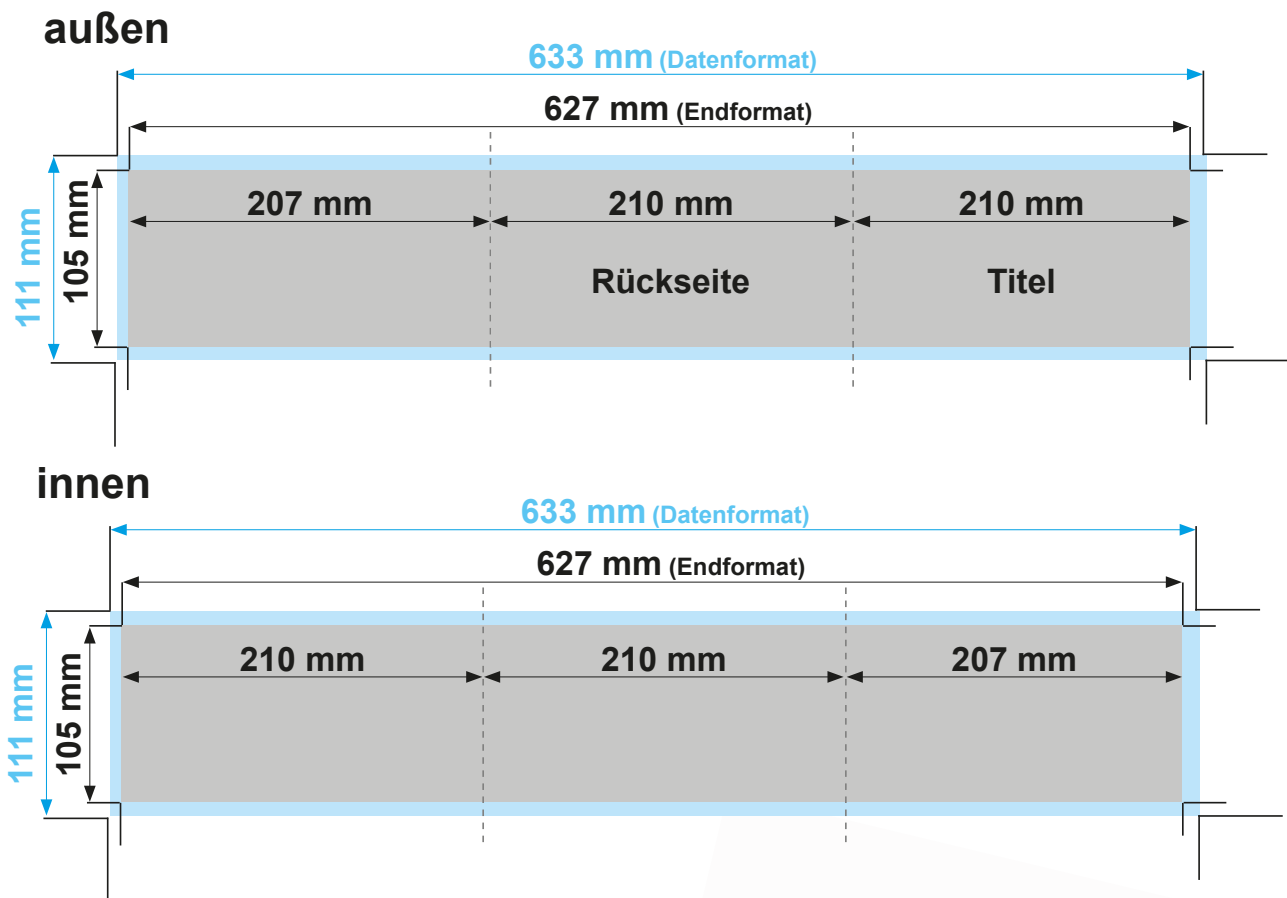 außen
633 mm (Datenformat)
627 mm (Endformat)
111 mm
105 mm
207 mm
210 mm
210 mm
Rückseite
Titel
innen
633 mm (Datenformat)
627 mm (Endformat)
111 mm
105 mm
210 mm
210 mm
207 mm